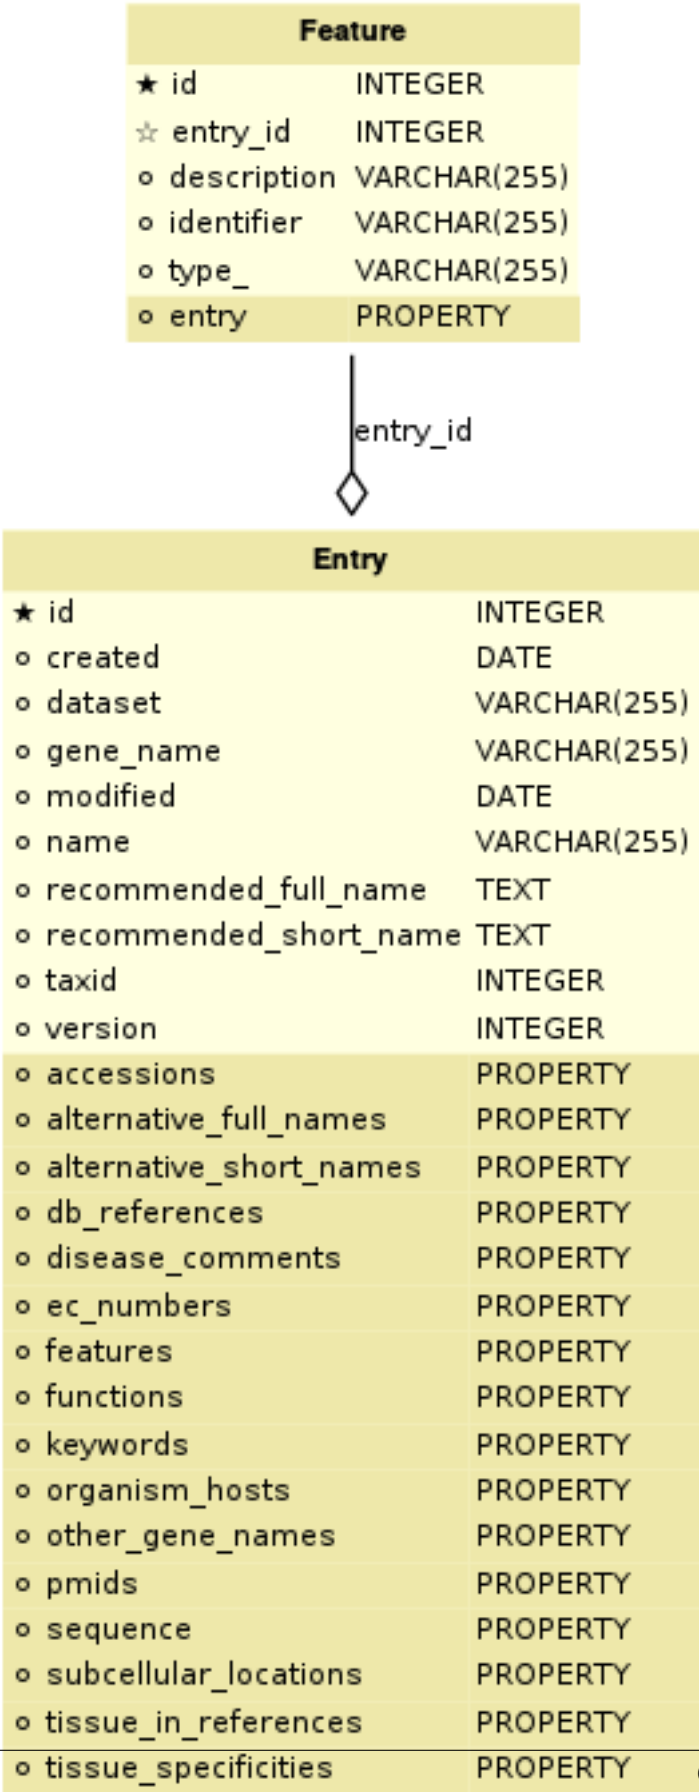 Feature
★ id INTEGER
☆ entry_id INTEGER
description VARCHAR(255)
identifier VARCHAR(255)
type_ VARCHAR(255)
entry PROPERTY
entry_id
Entry
★ id INTEGER
created DATE
dataset VARCHAR(255)
gene_name VARCHAR(255)
modified DATE
name VARCHAR(255)
recommended_full_name TEXT
recommended_short_name TEXT
taxid INTEGER
version INTEGER
accessions PROPERTY
alternative_full_names PROPERTY
alternative_short_names PROPERTY
db_references PROPERTY
disease_comments PROPERTY
ec_numbers PROPERTY
features PROPERTY
functions PROPERTY
keywords PROPERTY
organism_hosts PROPERTY
other_gene_names PROPERTY
pmids PROPERTY
sequence PROPERTY
subcellular_locations PROPERTY
tissue_in_references PROPERTY
tissue_specificities PROPERTY